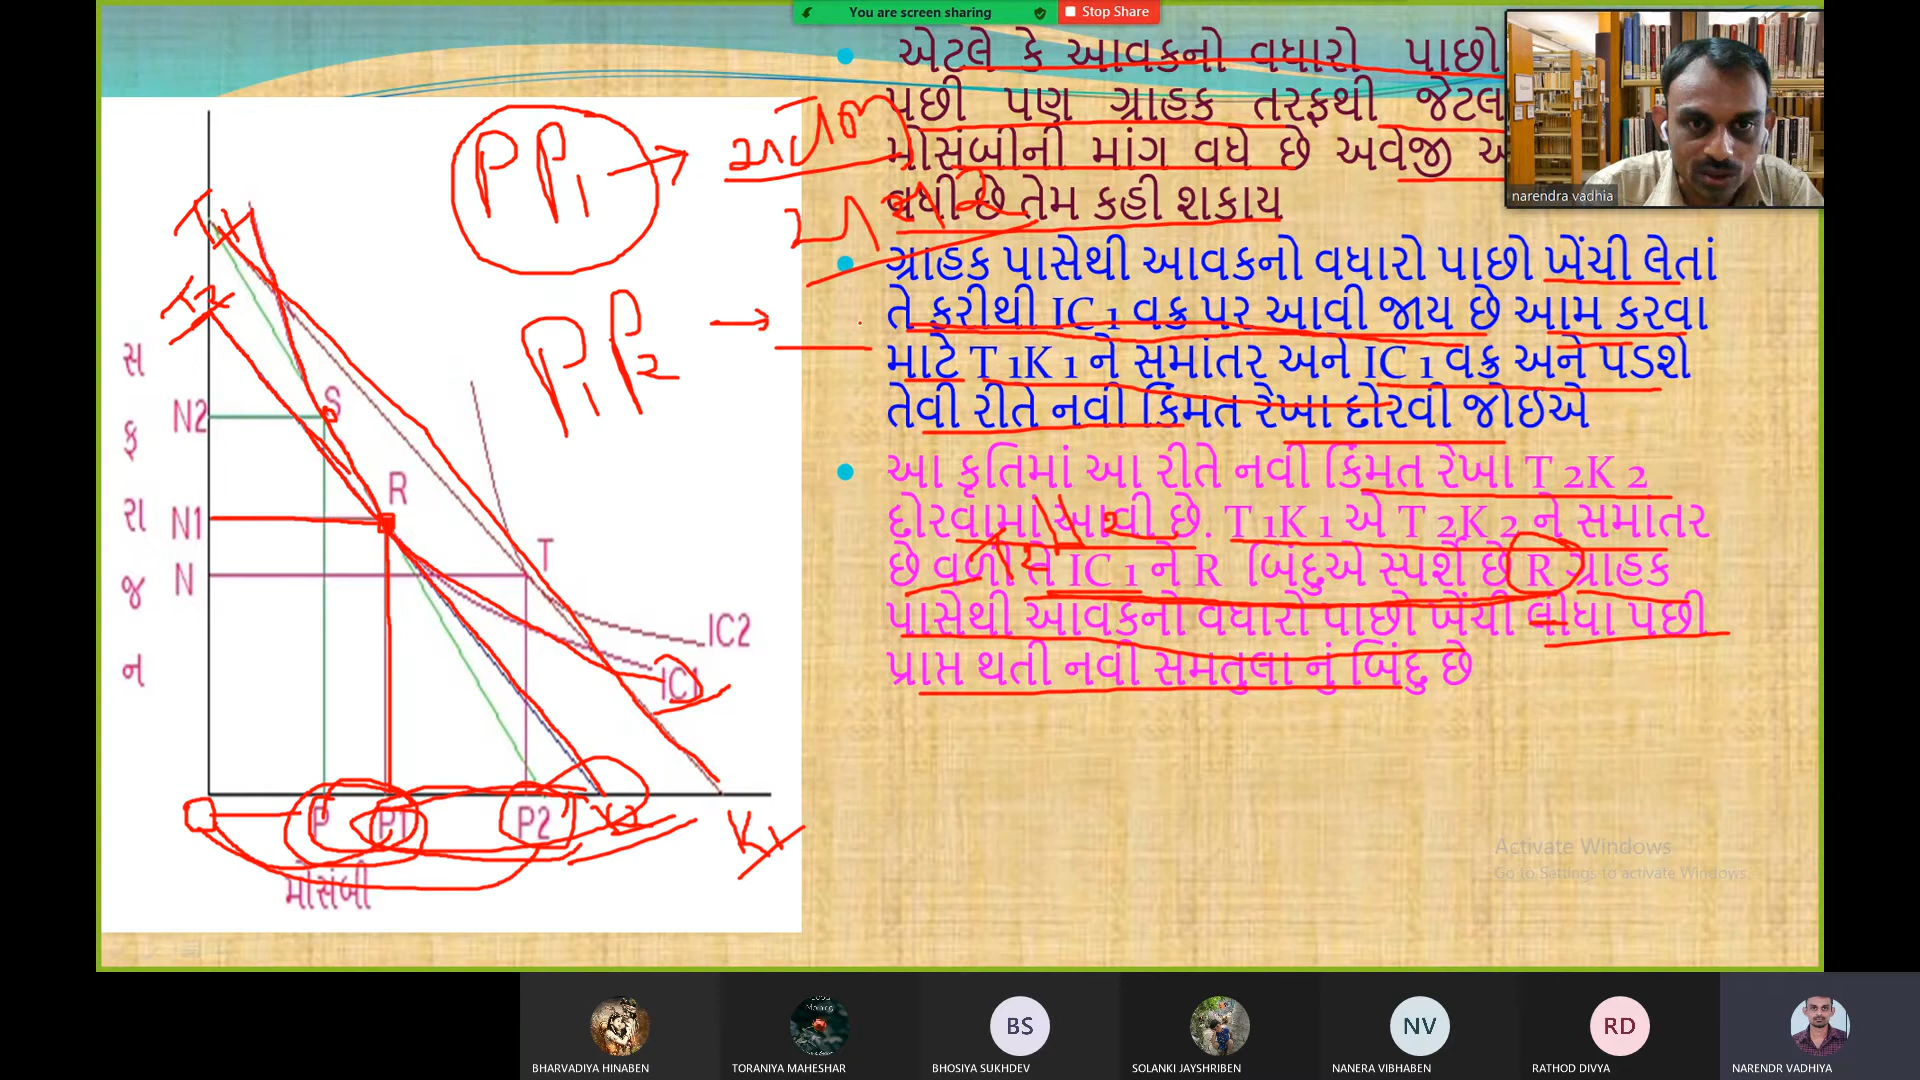 You are screen sharing
Stop Share
એટલે કે આવકનો વધારો પાછો
પછી પણ ગ્રાહક તરફથી જેટલ
મોસંબીની માંગ વધે છે અવેજી
વધી છે તેમ કહી શકાય
narendra vadhia
ગ્રાહક પાસેથી આવકનો વધારો પાછો ખેંચી લેતાં
તે ફરીથી IC 1 વક્ર પર આવી જાય છે આમ કરવા
માટે T 1K 1 ને સમાંતર અને IC 1 વક્ર અને પડશે
તેવી રીતે નવી કિંમત રેખા દોરવી જોઇએ
આ કૃતિમાં આ રીતે નવી કિંમત રેખા T 2K 2
દોરવામાં આવી છે. T 1K 1 એ T 2K 2 ને સમાંતર
છે વળી તે IC 1 ને R બિંદુએ સ્પર્શે છે R ગ્રાહક
પાસેથી આવકનો વધારો પાછો ખેંચી લીધા પછી
પ્રાપ્ત થતી નવી સમતુલા નું બિંદુ છે
PP1
P1P2
સ
ફ
રા
જ
ન
T2
N2
S
R
N1
T
N
IC2
IC1
P
P1
P2
K2
K1
મોસંબી
Activate Windows
Go to Settings to activate Windows.
BHARVADIYA HINABEN
TORANIYA MAHESHAR
BS
BHOSIYA SUKHDEV
SOLANKI JAYSHRIBEN
NV
NANERA VIBHABEN
RD
RATHOD DIVYA
NARENDR VADHIYA